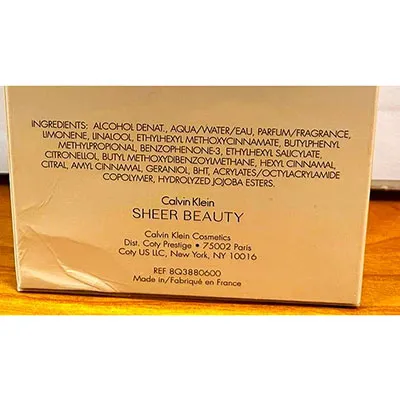 INGREDIENTS: ALCOHOL DENAT., AQUA/WATER/EAU, PARFUM/FRAGRANCE,
LIMONENE, LINALOOL, ETHYLHEXYL METHOXYCINNAMATE, BUTYLPHENYL
METHYLPROPIONAL, BENZOPHENONE-3, ETHYLHEXYL SALICYLATE,
CITRONELLOL, BUTYL METHOXYDIBENZOYLMETHANE, HEXYL CINNAMAL,
CITRAL, AMYL CINNAMAL, GERANIOL, BHT, ACRYLATES/OCTYLACRYLAMIDE
COPOLYMER, HYDROLYZED JOJOBA ESTERS.
Calvin Klein
SHEER BEAUTY
Calvin Klein Cosmetics
Dist. Coty Prestige • 75002 Paris
Coty US LLC, New York, NY, 10016
REF 8Q3880600
Made in/Fabriqué en France